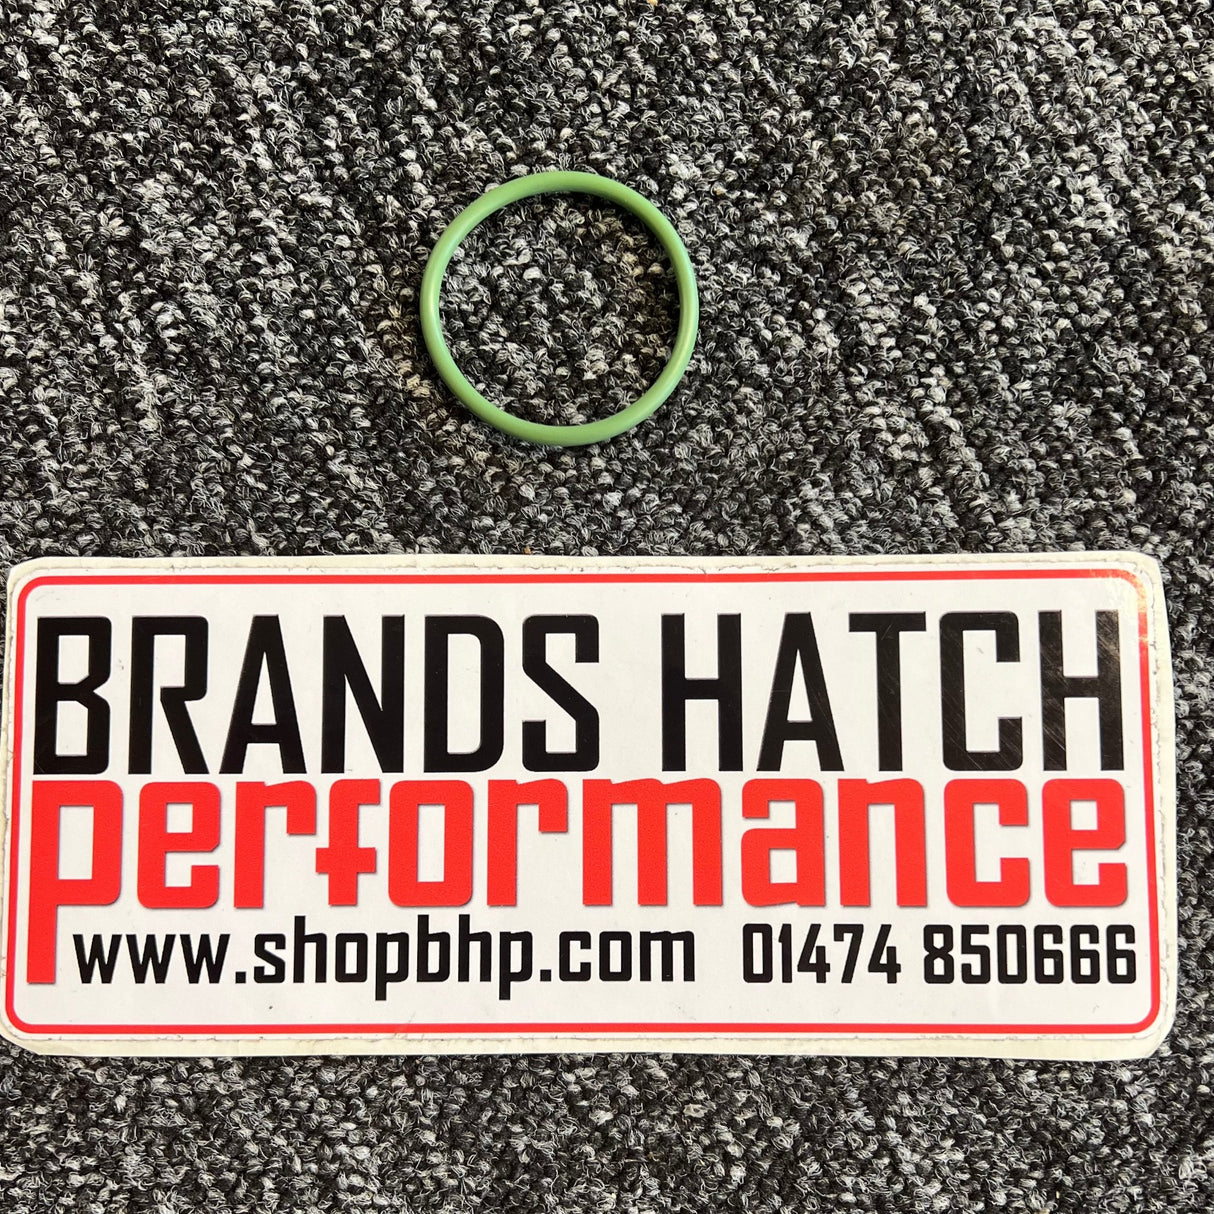 BRANDS HATCH
performance
www.shopbhp.com 01474 850666